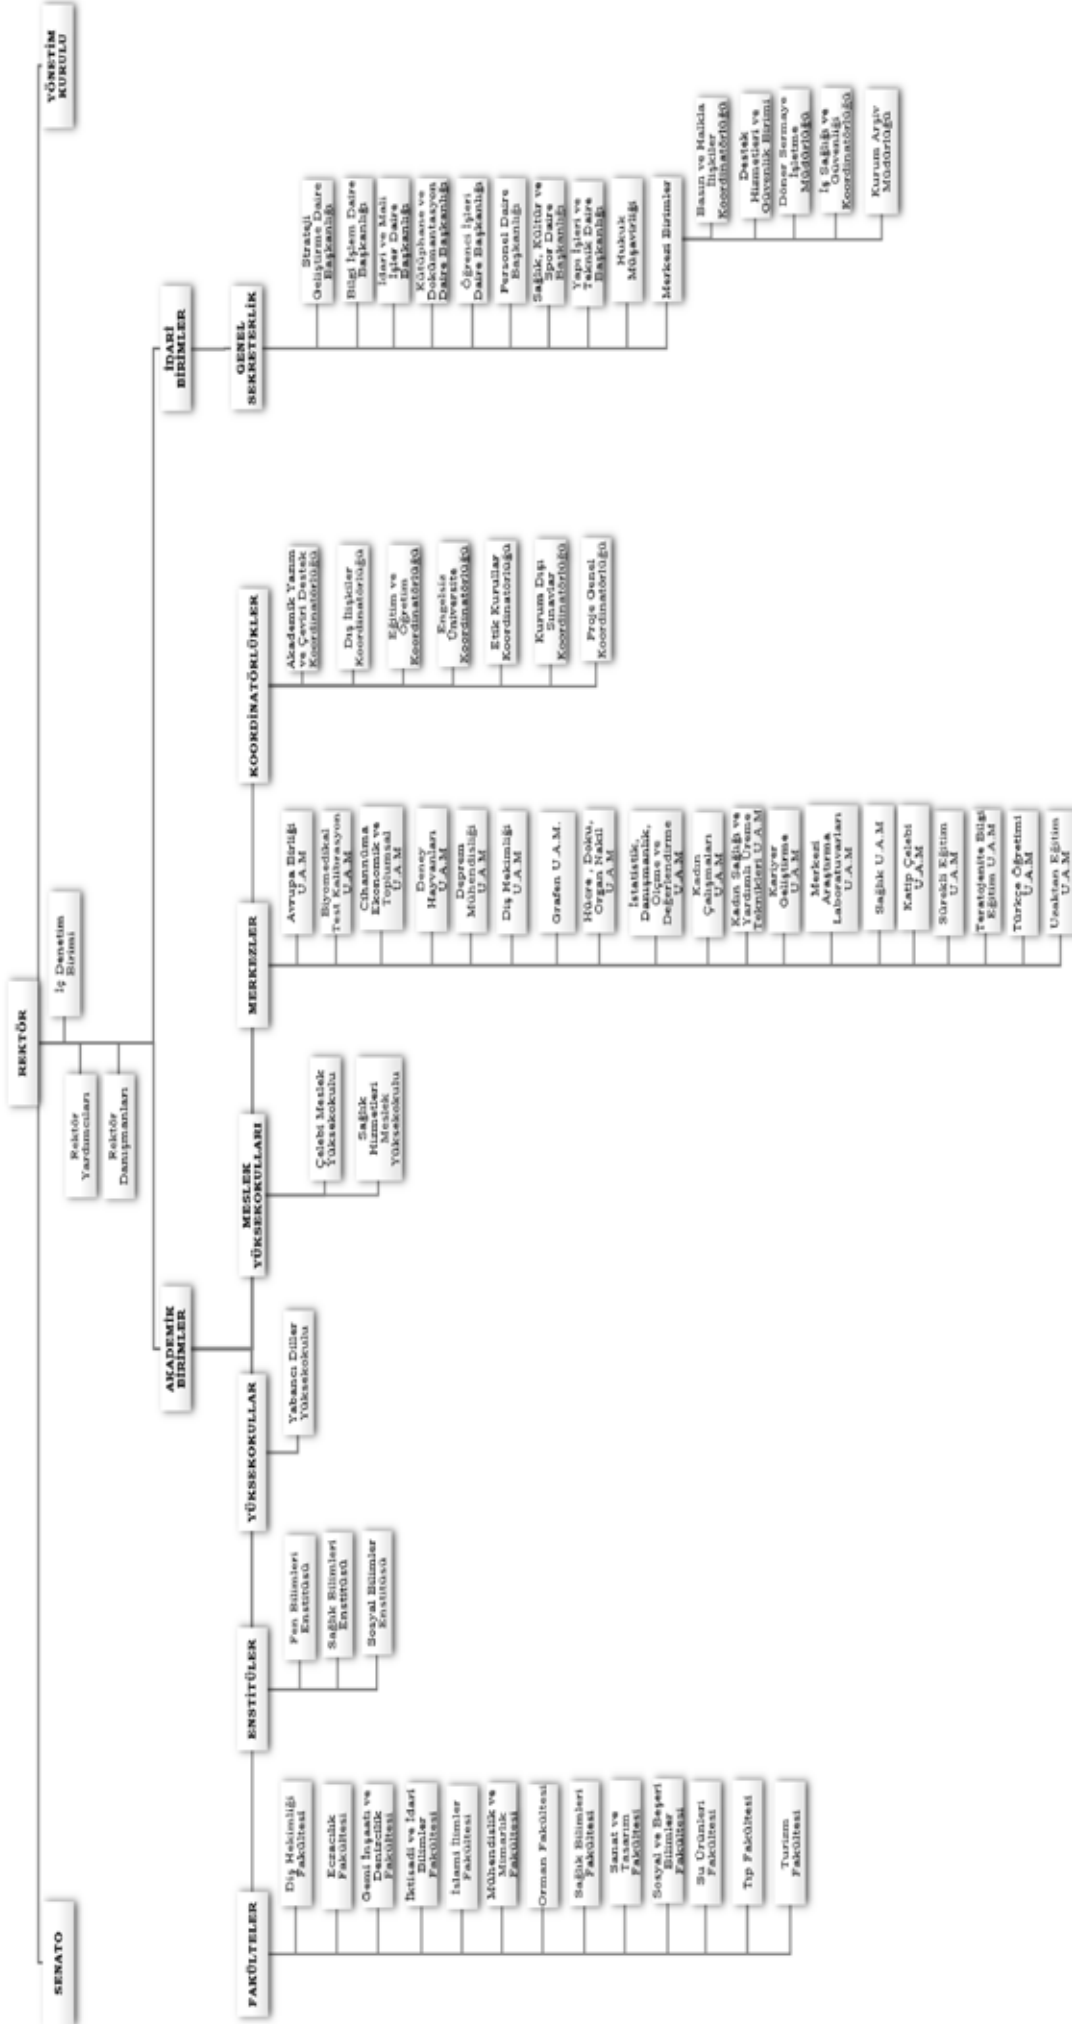 REKTÖR
SENATO
YÖNETİM
KURULU
İç Denetim
Birimi
Rektör
Yardımcıları
Rektör
Danışmanları
AKADEMİK
BİRİMLER
İDARİ
BİRİMLER
FAKÜLTELER
Diş Hekimliği
Fakültesi
Eczacılık
Fakültesi
Gemi İnşaatı ve
Denizcilik
Fakültesi
İktisadi ve İdari
Bilimler
Fakültesi
İslami İlimler
Fakültesi
Mühendislik ve
Mimarlık
Fakültesi
Orman Fakültesi
Sağlık Bilimleri
Fakültesi
Sanat ve
Tasarım
Fakültesi
Sosyal ve Beşeri
Bilimler
Fakültesi
Su Ürünleri
Fakültesi
Tıp Fakültesi
Turizm
Fakültesi
ENSTİTÜLER
Fen Bilimleri
Enstitüsü
Sağlık Bilimleri
Enstitüsü
Sosyal Bilimler
Enstitüsü
YÜKSEKOKULLAR
Yabancı Diller
Yüksekokulu
MESLEK
YÜKSEKOKULLARI
Çelebi Meslek
Yüksekokulu
Sağlık
Hizmetleri
Meslek
Yüksekokulu
MERKEZLER
Avrupa Birliği
U.A.M
Biyomedikal
Test Kalibrasyon
U.A.M
Cihannüma
Ekonomik ve
Toplumsal
U.A.M
Deney
Hayvanları
U.A.M
Deprem
Mühendisliği
U.A.M
Diş Hekimliği
U.A.M
Grafen U.A.M.
Hücre , Doku,
Organ Nakil
U.A.M
İstatistik,
Danışmanlık,
Ölçme ve
Değerlendirme
U.A.M
Kadın
Çalışmaları
U.A.M
Kadın Sağlığı ve
Yardımlı Üreme
Teknikleri U.A.M
Kariyer
Geliştirme
U.A.M
Merkezi
Araştırma
Laboratuvarları
U.A.M
Sağlık U.A.M
Katip Çelebi
U.A.M
Sürekli Eğitim
U.A.M
Teratojenite Bilgi
Eğitim U.A.M
Türkçe Öğretimi
U.A.M
Uzaktan Eğitim
U.A.M
KOORDİNATÖRLÜKLER
Akademik Yazım
ve Çeviri Destek
Koordinatörlüğü
Dış İlişkiler
Koordinatörlüğü
Eğitim ve
Öğretim
Koordinatörlüğü
Engelsiz
Üniversite
Koordinatörlüğü
Etik Kurullar
Koordinatörlüğü
Kurum Dışı
Sınavlar
Koordinatörlüğü
Proje Genel
Koordinatörlüğü
GENEL
SEKRETERLİK
Strateji
Geliştirme Daire
Başkanlığı
Bilgi İşlem Daire
Başkanlığı
İdari ve Mali
İşler Daire
Başkanlığı
Kütüphane ve
Dokümantasyon
Daire Başkanlığı
Öğrenci İşleri
Daire Başkanlığı
Personel Daire
Başkanlığı
Sağlık, Kültür ve
Spor Daire
Başkanlığı
Yapı İşleri ve
Teknik Daire
Başkanlığı
Hukuk
Müşavirliği
Merkezi Birimler
Basın ve Halkla
İlişkiler
Koordinatörlüğü
Destek
Hizmetleri ve
Güvenlik Birimi
Döner Sermaye
İşletme
Müdürlüğü
İş Sağlığı ve
Güvenliği
Koordinatörlüğü
Kurum Arşiv
Müdürlüğü